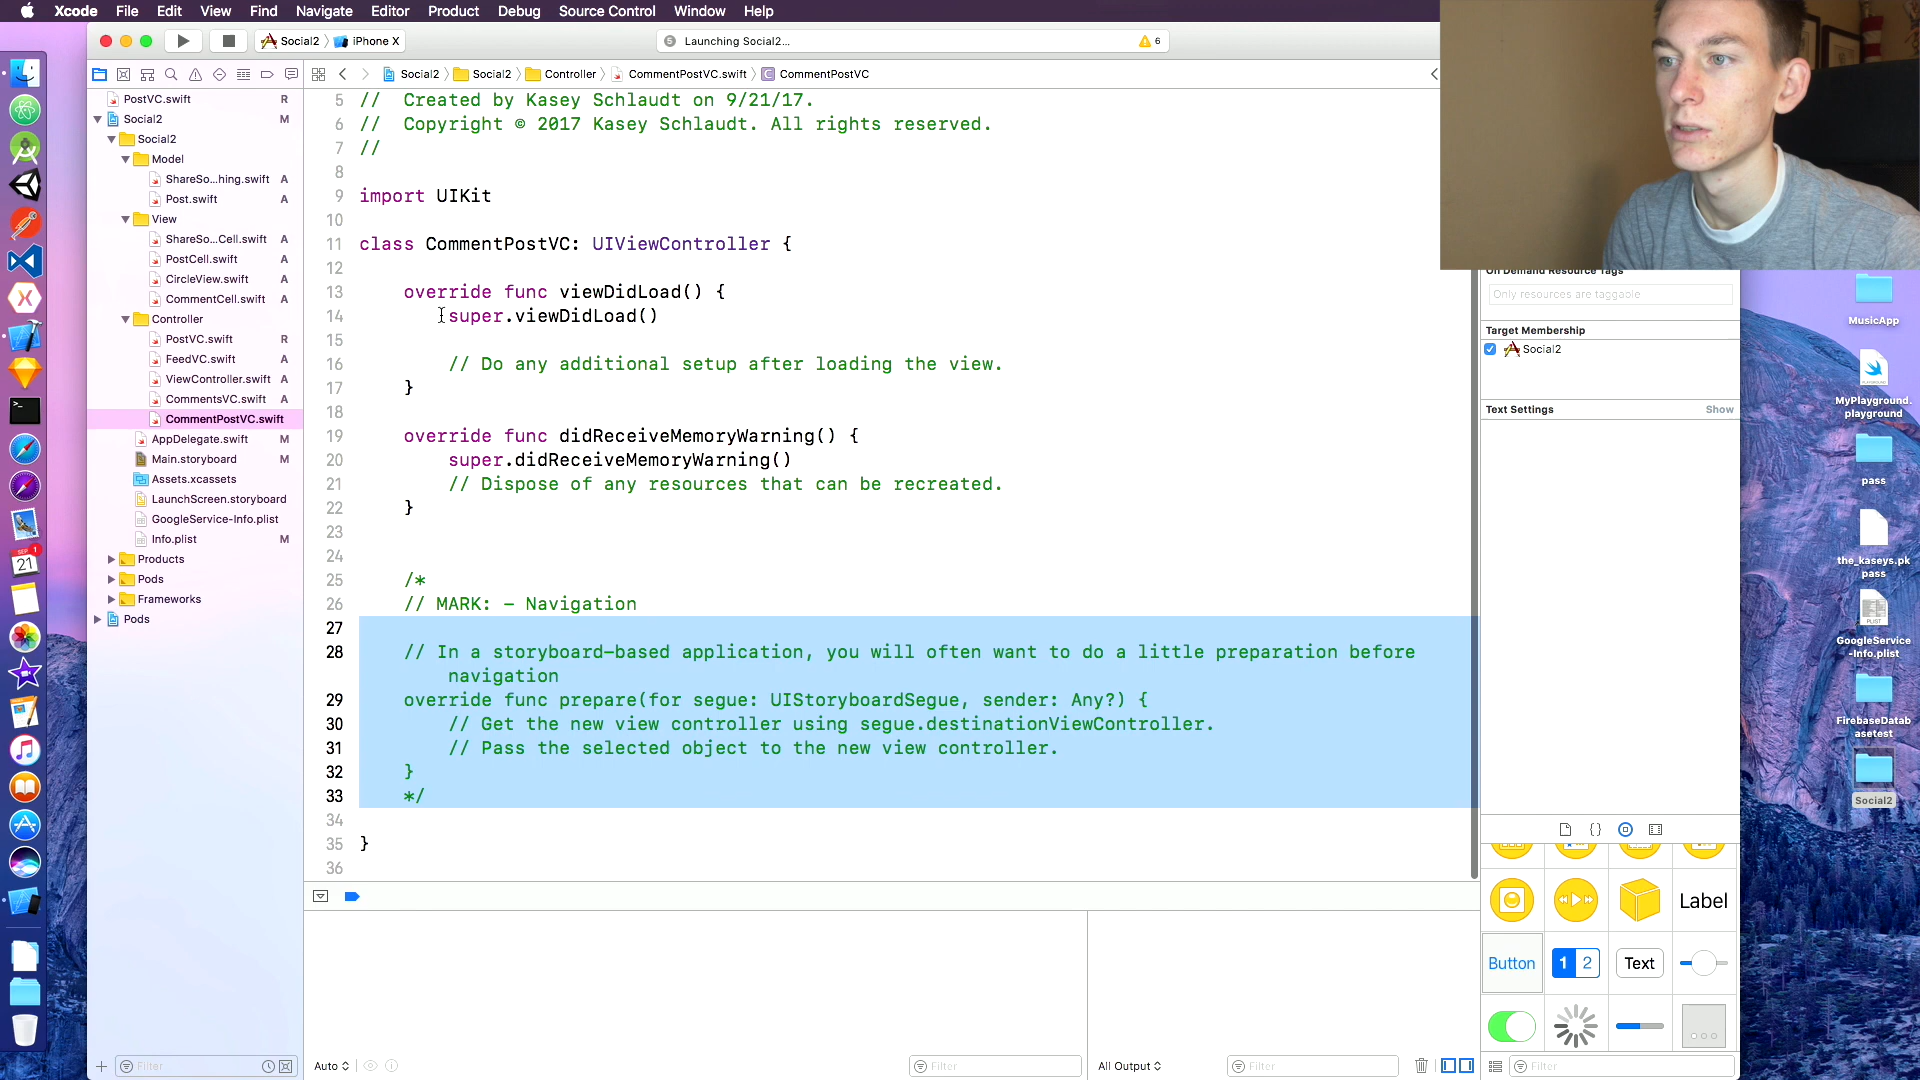 Xcode File Edit View Find Navigate Editor Product Debug Source Control Window Help
Social2 iPhone X
Launching Social2...
6
Social2 Social2 Controller CommentPostVC.swift CommentPostVC
PostVC.swift R
Social2 M
Social2
Model
ShareSo...hing.swift A
Post.swift A
View
ShareSo...Cell.swift A
PostCell.swift A
CircleView.swift A
CommentCell.swift A
Controller
PostVC.swift R
FeedVC.swift A
ViewController.swift A
CommentsVC.swift A
CommentPostVC.swift
AppDelegate.swift M
Main.storyboard M
Assets.xcassets
LaunchScreen.storyboard
GoogleService-Info.plist
Info.plist M
Products
Pods
Frameworks
Pods
Filter
5 // Created by Kasey Schlaudt on 9/21/17.
6 // Copyright © 2017 Kasey Schlaudt. All rights reserved.
7 //
8
9 import UIKit
10
11 class CommentPostVC: UIViewController {
12
13 override func viewDidLoad() {
14 super.viewDidLoad()
15
16 // Do any additional setup after loading the view.
17 }
18
19 override func didReceiveMemoryWarning() {
20 super.didReceiveMemoryWarning()
21 // Dispose of any resources that can be recreated.
22 }
23
24
25 /*
26 // MARK: - Navigation
27
28 // In a storyboard-based application, you will often want to do a little preparation before
navigation
29 override func prepare(for segue: UIStoryboardSegue, sender: Any?) {
30 // Get the new view controller using segue.destinationViewController.
31 // Pass the selected object to the new view controller.
32 }
33 */
34
35 }
36
Auto
Filter
All Output
Filter
On Demand Resource Tags
Only resources are taggable
Target Membership
Social2
Text Settings Show
Label
Button
1 2
Text
Filter
MusicApp
MyPlayground.
playground
pass
the_kaseys.pk
pass
PLIST
GoogleService
-Info.plist
FirebaseDatab
asetest
Social2
SEP
21
1